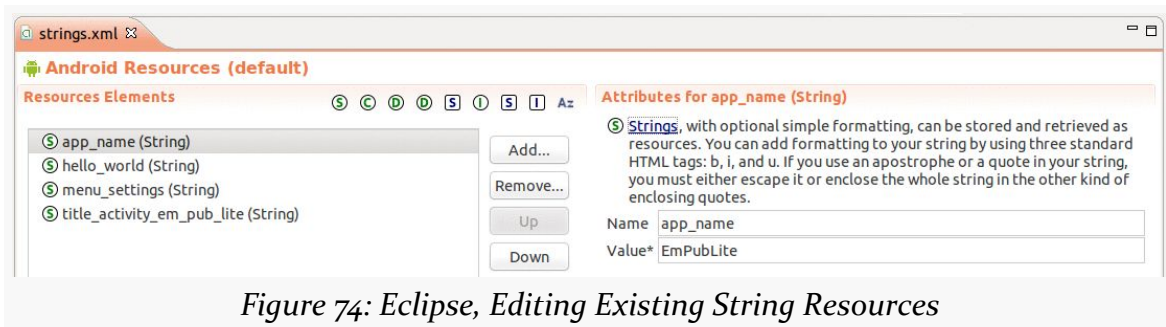 strings.xml
Android Resources (default)
Resources Elements
S C D D S I S I Az
S app_name (String)
S hello_world (String)
S menu_settings (String)
S title_activity_em_pub_lite (String)
Add...
Remove...
Up
Down
Attributes for app_name (String)
S Strings, with optional simple formatting, can be stored and retrieved as
resources. You can add formatting to your string by using three standard
HTML tags: b, i, and u. If you use an apostrophe or a quote in your string,
you must either escape it or enclose the whole string in the other kind of
enclosing quotes.
Name app_name
Value* EmPubLite
Figure 74: Eclipse, Editing Existing String Resources